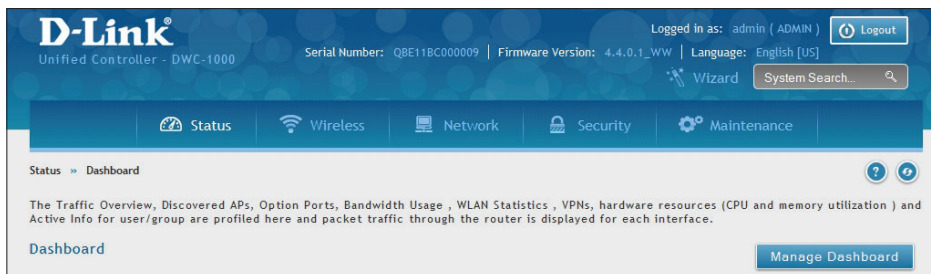 D-Link®
Unified Controller - DWC-1000
Logged in as: admin ( ADMIN ) Logout
Serial Number: QBE11BC000009 | Firmware Version: 4.4.0.1_WW | Language: English [US]
Wizard System Search...
Status Wireless Network Security Maintenance
Status » Dashboard
The Traffic Overview, Discovered APs, Option Ports, Bandwidth Usage , WLAN Statistics , VPNs, hardware resources (CPU and memory utilization ) and
Active Info for user/group are profiled here and packet traffic through the router is displayed for each interface.
Dashboard
Manage Dashboard